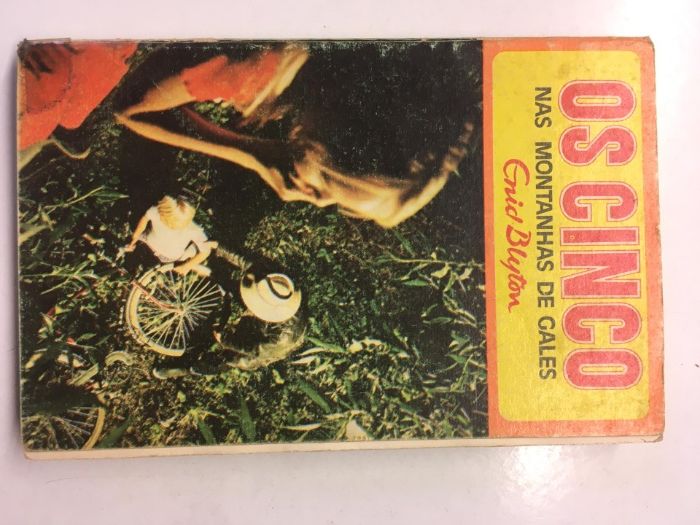 OS CINCO
NAS MONTANHAS DE GALES
Enid Blyton